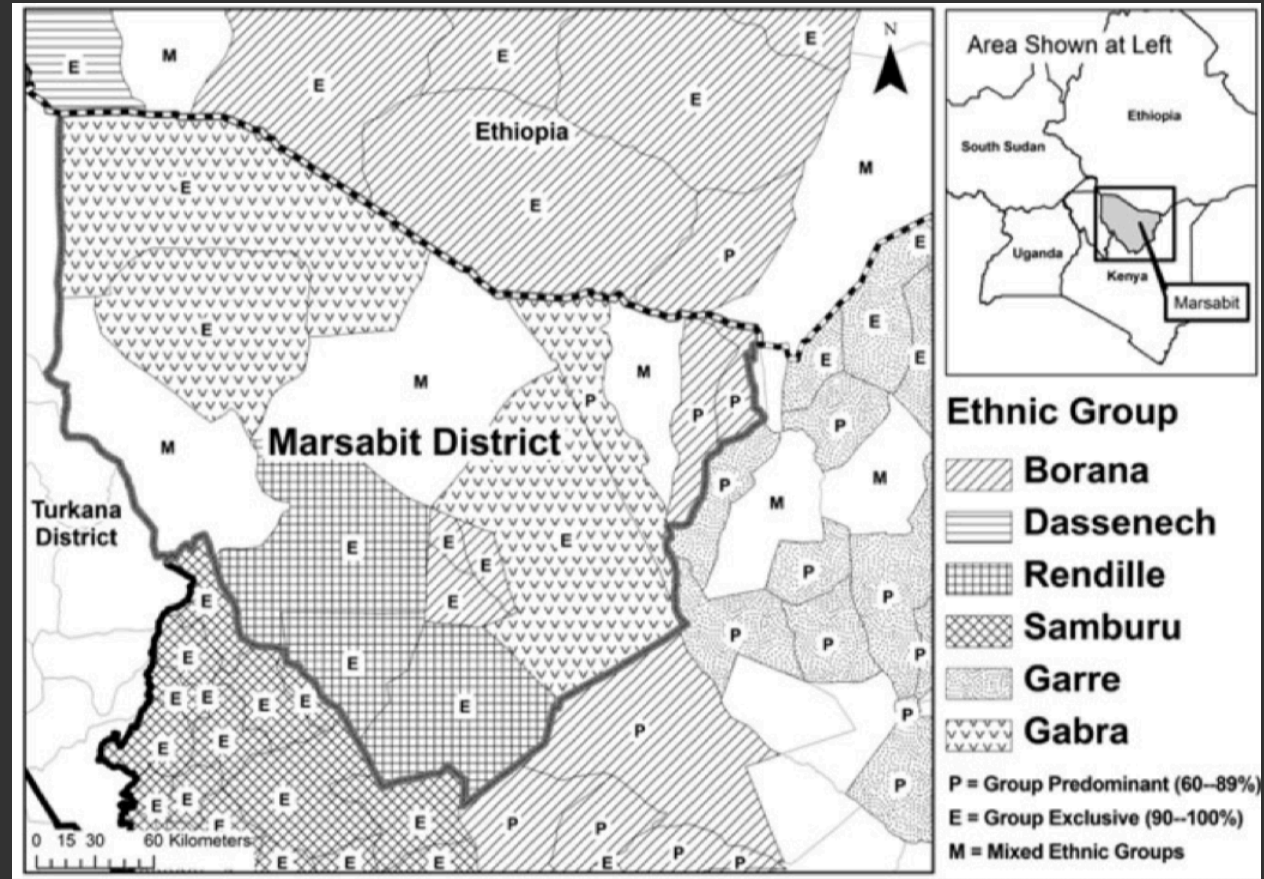 N
E
M
E
E
E
E
Ethiopia
M
E
E
P
E
E
E
E
E
E
M
M
P
P
P
P
Marsabit District
M
M
P
M
Turkana
District
E
E
E
E
P
P
E
E
P
P
E
P
E
E
E
E
E
E
P
P
E
E
P
E
E
E
E
E
P
P
0 15 30 60 Kilometers
P
E
E
E
E
P
Area Shown at Left
Ethiopia
South Sudan
Uganda
Kenya
Marsabit
Ethnic Group
Borana
Dassenech
Rendille
Samburu
Garre
Gabra
P = Group Predominant (60--89%)
E = Group Exclusive (90--100%)
M = Mixed Ethnic Groups